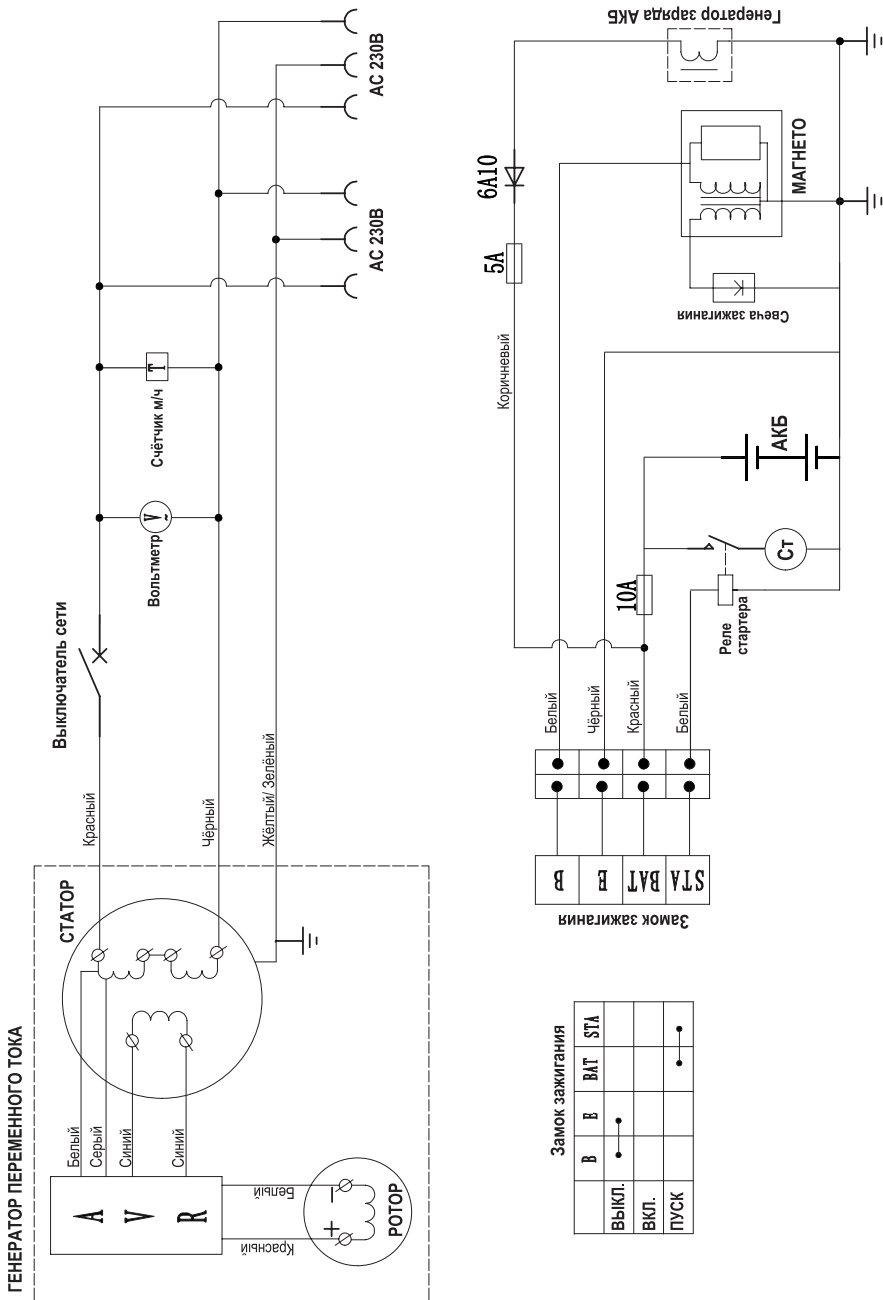 ГЕНЕРАТОР ПЕРЕМЕННОГО ТОКА
СТАТОР
Белый
Серый
Синий
Синий
A
V
R
Красный
Белый
+
−
РОТОР
Красный
Чёрный
Жёлтый/ Зелёный
Выключатель сети
V
~
Вольтметр
T
Счётчик м/ч
AC 230В
AC 230В
Замок зажигания
B
E
BAT
STA
ВЫКЛ.
ВКЛ.
ПУСК
Замок зажигания
B
E
BAT
STA
Белый
Чёрный
Красный
Белый
10A
Реле
стартера
Ст
АКБ
Коричневый
5A
6A10
Свеча зажигания
МАГНЕТО
Генератор заряда АКБ